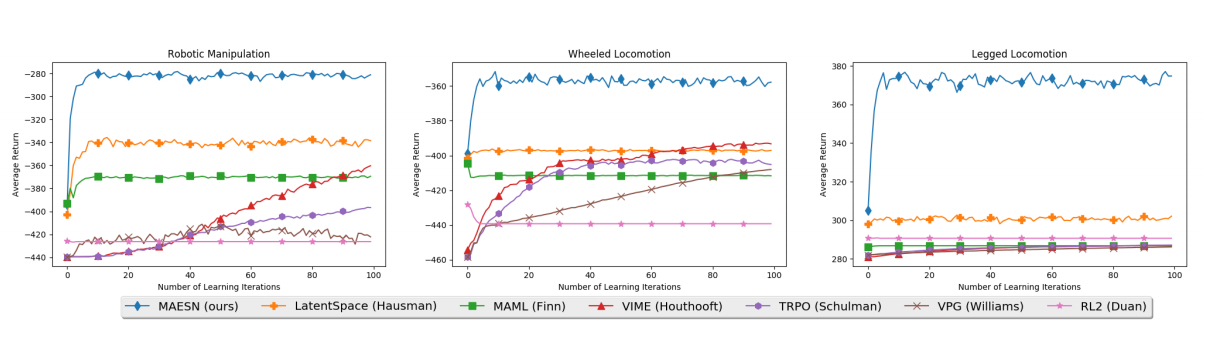 Robotic Manipulation
Average Return
−280
−300
−320
−340
−360
−380
−400
−420
−440
0 20 40 60 80 100
Number of Learning Iterations
Wheeled Locomotion
Average Return
−360
−380
−400
−420
−440
−460
0 20 40 60 80 100
Number of Learning Iterations
Legged Locomotion
Average Return
380
360
340
320
300
280
0 20 40 60 80 100
Number of Learning Iterations
MAESN (ours) LatentSpace (Hausman) MAML (Finn) VIME (Houthooft) TRPO (Schulman) VPG (Williams) RL2 (Duan)